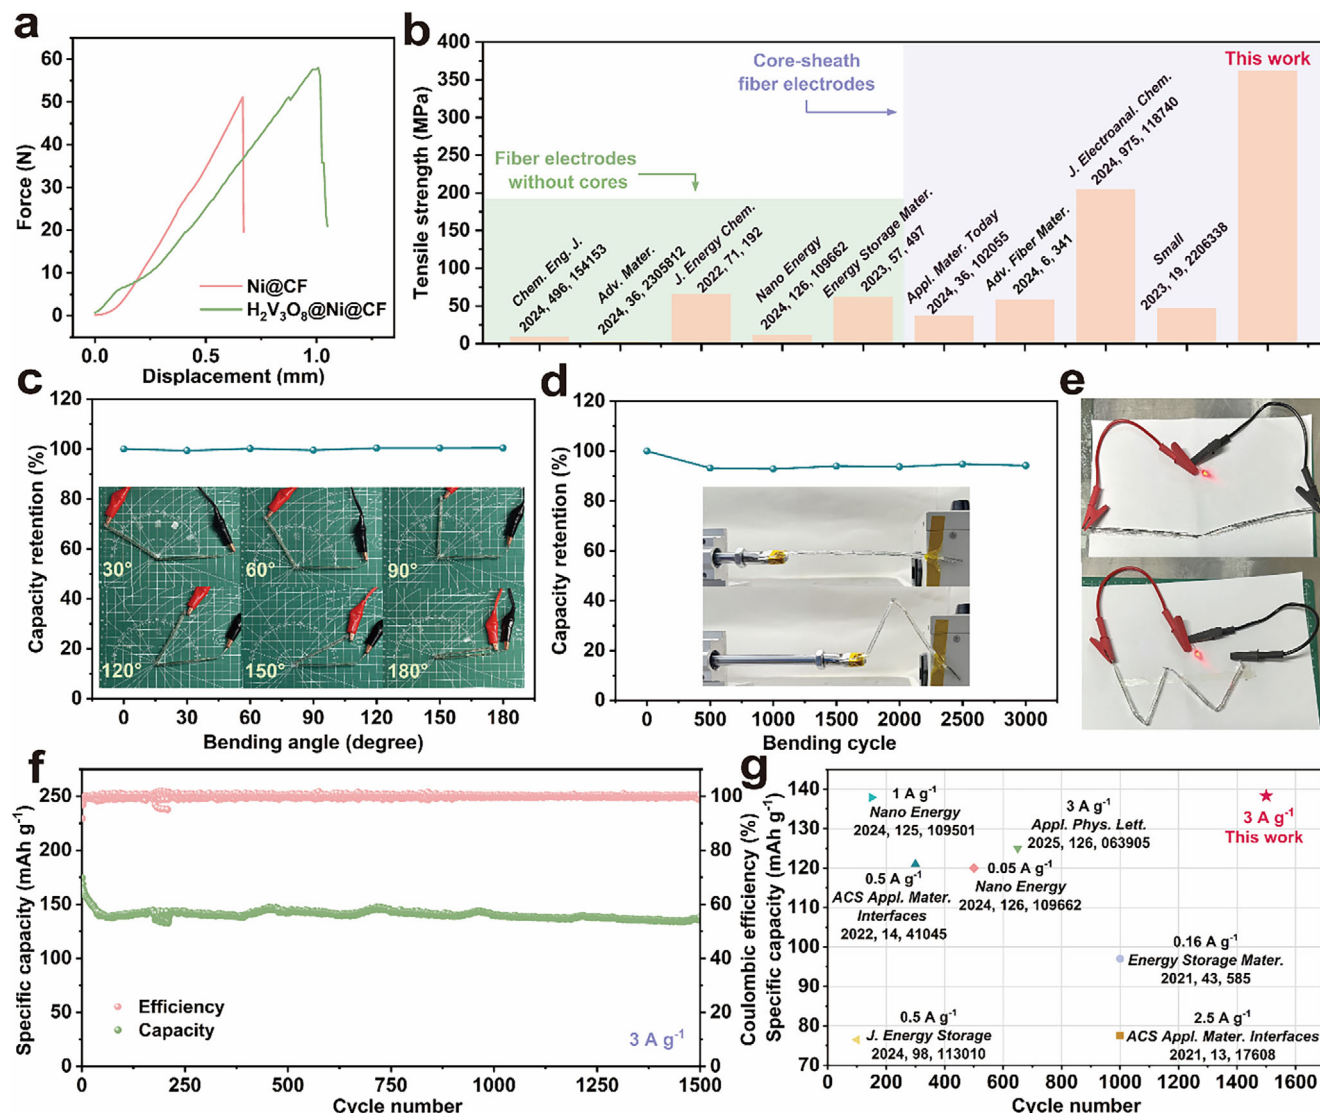 a
Force (N)
60
50
40
30
20
10
0
Ni@CF
H₂V₃O₈@Ni@CF
0.0
0.5
1.0
Displacement (mm)
b
Tensile strength (MPa)
400
350
300
250
200
150
100
50
0
Core-sheath
fiber electrodes
This work
Fiber electrodes
without cores
Chem. Eng. J.
2024, 496, 154153
Adv. Mater.
2024, 36, 2305812
J. Energy Chem.
2022, 71, 192
Nano Energy
2024, 126, 109662
Energy Storage Mater.
2023, 57, 497
Appl. Mater. Today
2024, 36, 102055
Adv. Fiber Mater.
2024, 6, 341
J. Electroanal. Chem.
2024, 975, 118740
Small
2023, 19, 2206338
c
Capacity retention (%)
120
100
80
60
40
20
0
30°
60°
90°
120°
150°
180°
0
30
60
90
120
150
180
Bending angle (degree)
d
Capacity retention (%)
120
100
80
60
40
20
0
0
500
1000
1500
2000
2500
3000
Bending cycle
e
f
Specific capacity (mAh g⁻¹)
250
200
150
100
50
0
Efficiency
Capacity
3 A g⁻¹
100
80
60
40
20
0
Coulombic efficiency (%)
0
250
500
750
1000
1250
1500
Cycle number
g
Specific capacity (mAh g⁻¹)
140
130
120
110
100
90
80
70
1 A g⁻¹
Nano Energy
2024, 125, 109501
3 A g⁻¹
Appl. Phys. Lett.
2025, 126, 063905
3 A g⁻¹
This work
0.5 A g⁻¹
ACS Appl. Mater.
Interfaces
2022, 14, 41045
0.05 A g⁻¹
Nano Energy
2024, 126, 109662
0.16 A g⁻¹
Energy Storage Mater.
2021, 43, 585
0.5 A g⁻¹
J. Energy Storage
2024, 98, 113010
2.5 A g⁻¹
ACS Appl. Mater. Interfaces
2021, 13, 17608
0
200
400
600
800
1000
1200
1400
1600
Cycle number